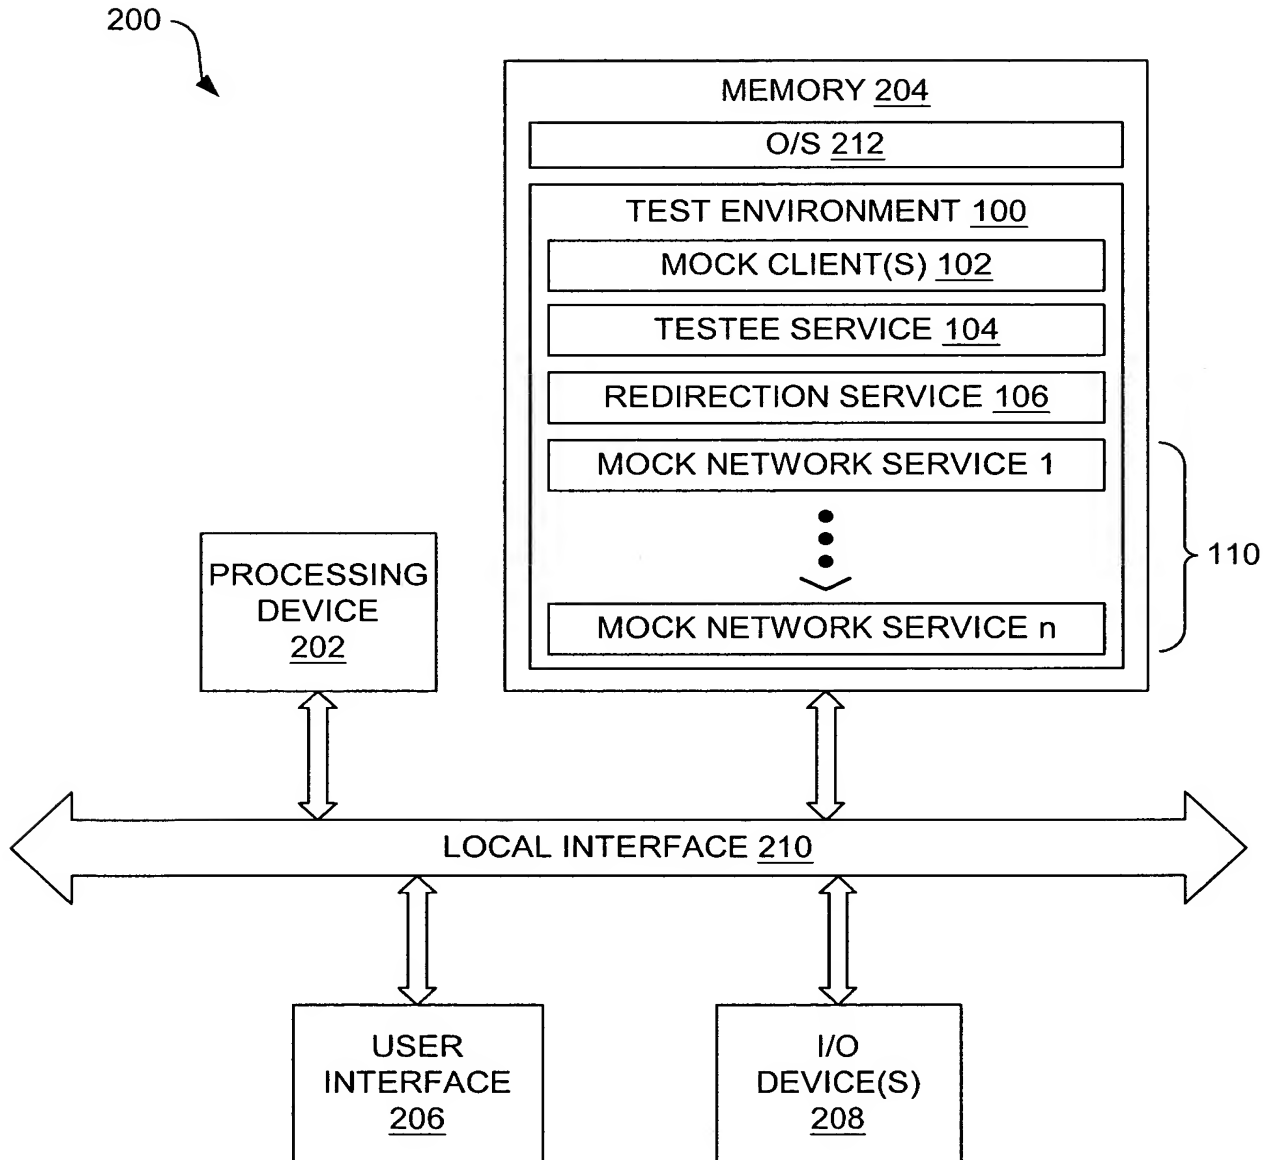 200
MEMORY 204
O/S 212
TEST ENVIRONMENT 100
MOCK CLIENT(S) 102
TESTEE SERVICE 104
REDIRECTION SERVICE 106
MOCK NETWORK SERVICE 1
MOCK NETWORK SERVICE n
110
PROCESSING
DEVICE
202
LOCAL INTERFACE 210
USER
INTERFACE
206
I/O
DEVICE(S)
208